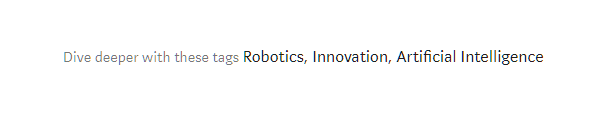 Dive deeper with these tags Robotics, Innovation, Artificial Intelligence